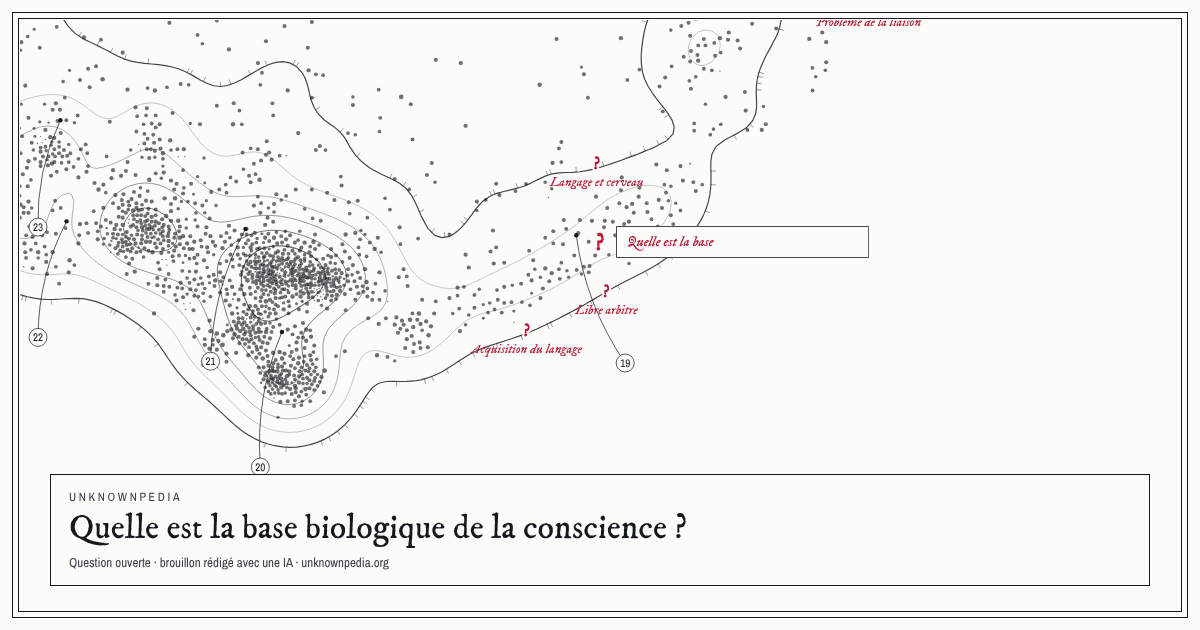 Problème de la liaison
?
Langage et cerveau
23
? Quelle est la base
?
Libre arbitre
?
Acquisition du langage
22
21
19
20
UNKNOWNPEDIA
Quelle est la base biologique de la conscience ?
Question ouverte · brouillon rédigé avec une IA · unknownpedia.org